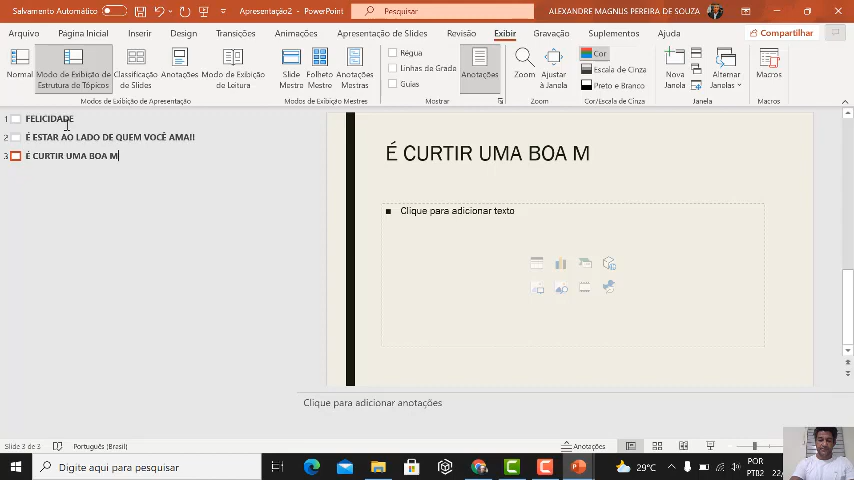 Salvamento Automático
Apresentação2 - PowerPoint
Pesquisar
ALEXANDRE MAGNUS PEREIRA DE SOUZA
Arquivo Página Inicial Inserir Design Transições Animações Apresentação de Slides Revisão Exibir Gravação Suplementos Ajuda Compartilhar
Normal
Modo de Exibição de Estrutura de Tópicos
Classificação de Slides
Anotações
Modo de Exibição de Leitura
Slide Mestre
Folheto Mestre
Anotações Mestras
Régua
Linhas de Grade
Guias
Anotações
Zoom
Ajustar à Janela
Cor
Escala de Cinza
Preto e Branco
Nova Janela
Alternar Janelas
Macros
Modos de Exibição de Apresentação
Modos de Exibição Mestres
Mostrar
Zoom
Cor/Escala de Cinza
Janela
Macros
1 FELICIDADE
2 É ESTAR AO LADO DE QUEM VOCÊ AMA!!
3 É CURTIR UMA BOA M
É CURTIR UMA BOA M
Clique para adicionar texto
Clique para adicionar anotações
Slide 3 de 3
Português (Brasil)
Anotações
Digite aqui para pesquisar
29°C
POR
PTB2
22/